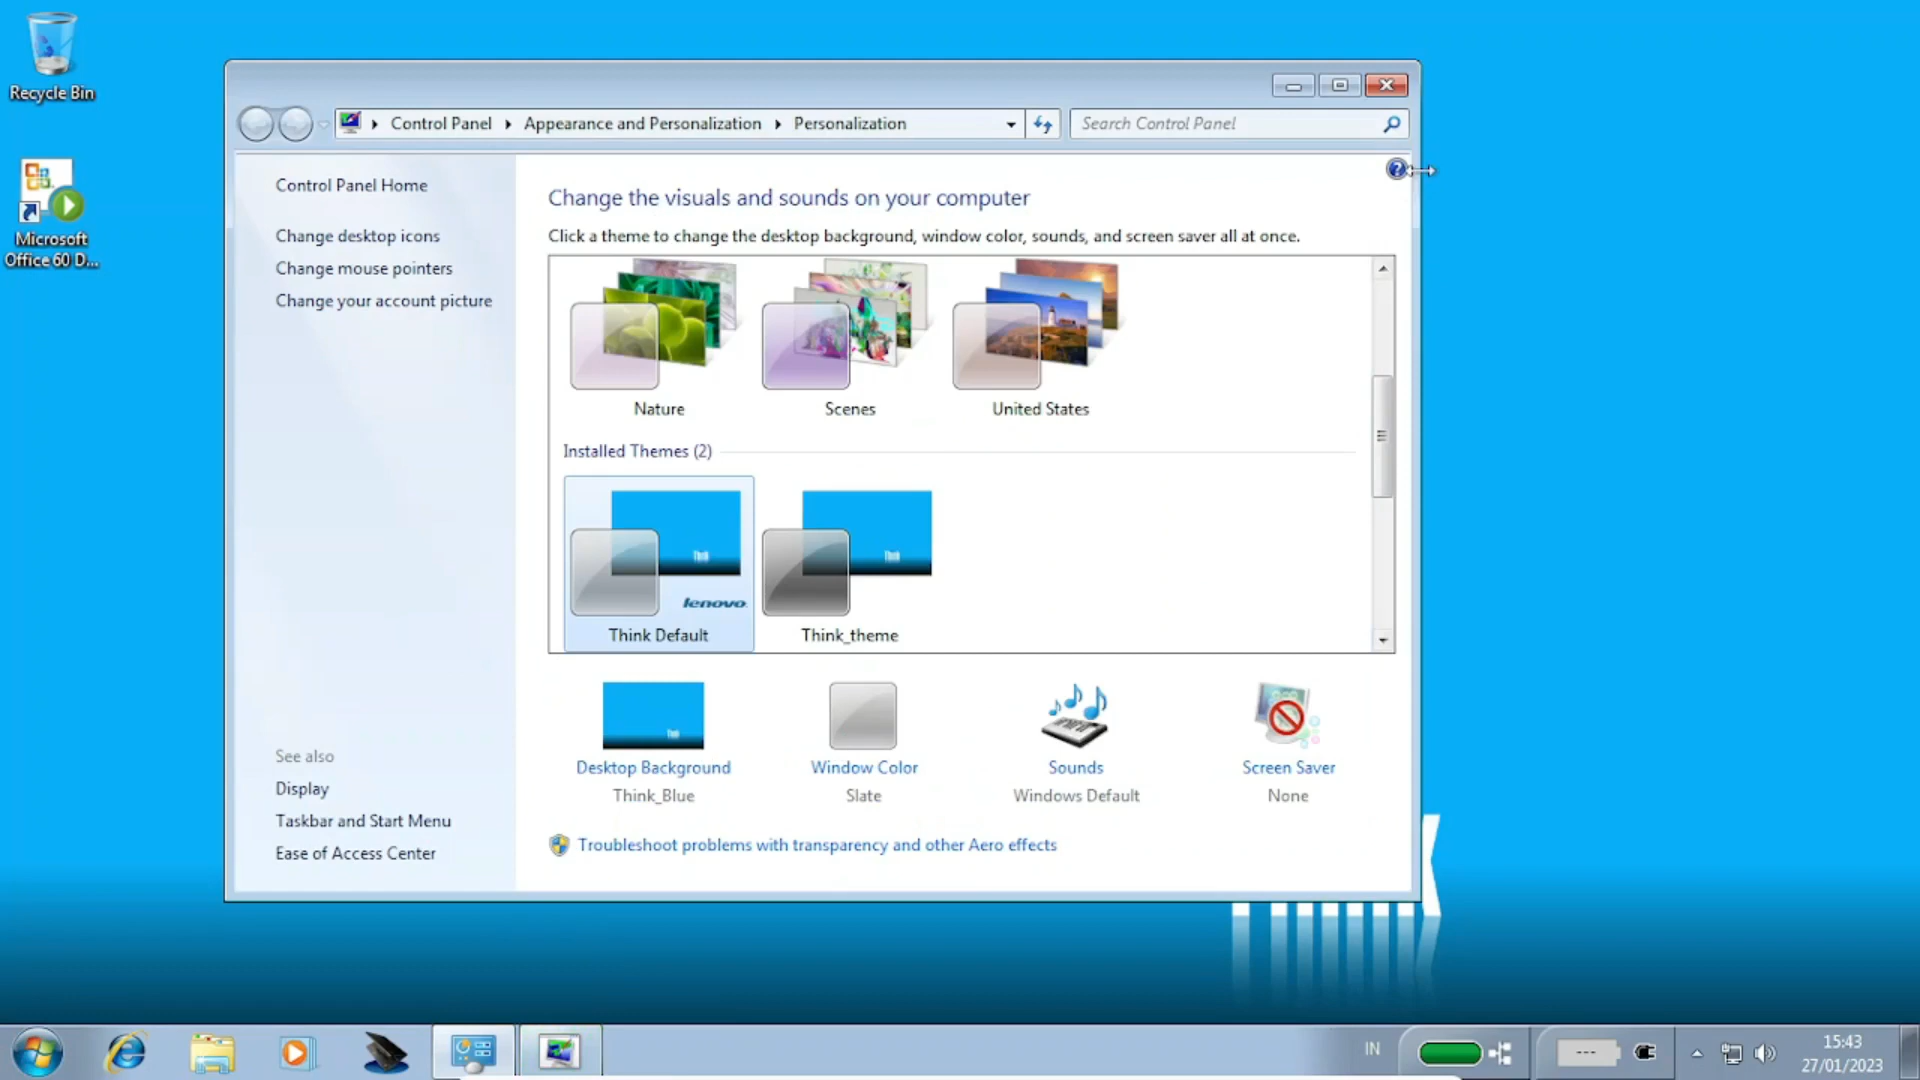 Recycle Bin
Microsoft
Office 60 D...
Control Panel
Appearance and Personalization
Personalization
Search Control Panel
Control Panel Home
Change desktop icons
Change mouse pointers
Change your account picture
See also
Display
Taskbar and Start Menu
Ease of Access Center
Change the visuals and sounds on your computer
Click a theme to change the desktop background, window color, sounds, and screen saver all at once.
Nature
Scenes
United States
Installed Themes (2)
Think
lenovo.
Think Default
Think
Think_theme
Think
Desktop Background
Think_Blue
Window Color
Slate
Sounds
Windows Default
Screen Saver
None
Troubleshoot problems with transparency and other Aero effects
IN
---
15:43
27/01/2023